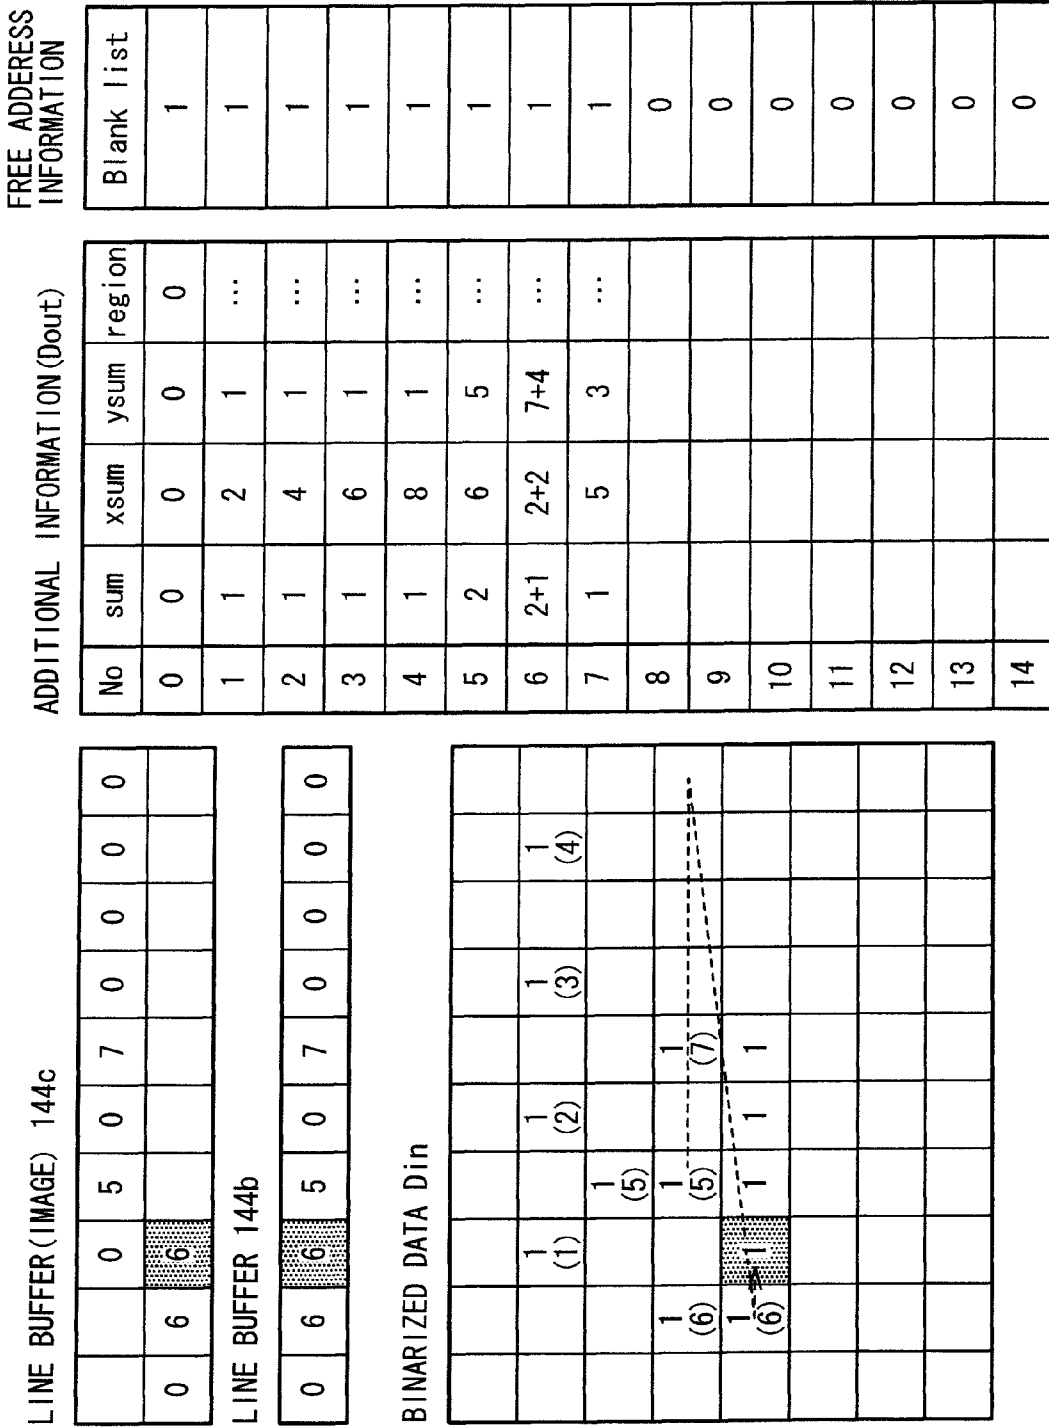 LINE BUFFER(IMAGE) 144c
0 5 0 7 0 0 0 0
0 6 6
LINE BUFFER 144b
0 6 6 5 0 7 0 0 0 0
BINARIZED DATA Din
1 1 1 1
(1) (2) (3) (4)
1
(5)
1 1 1
(6) (5) (7)
1 1 1 1 1
(6)
ADDITIONAL INFORMATION(Dout)
No sum xsum ysum region
0 0 0 0 0
1 1 2 1 ...
2 1 4 1 ...
3 1 6 1 ...
4 1 8 1 ...
5 2 6 5 ...
6 2+1 2+2 7+4 ...
7 1 5 3 ...
8
9
10
11
12
13
14
FREE ADDERESS
INFORMATION
Blank list
1
1
1
1
1
1
1
1
0
0
0
0
0
0
0